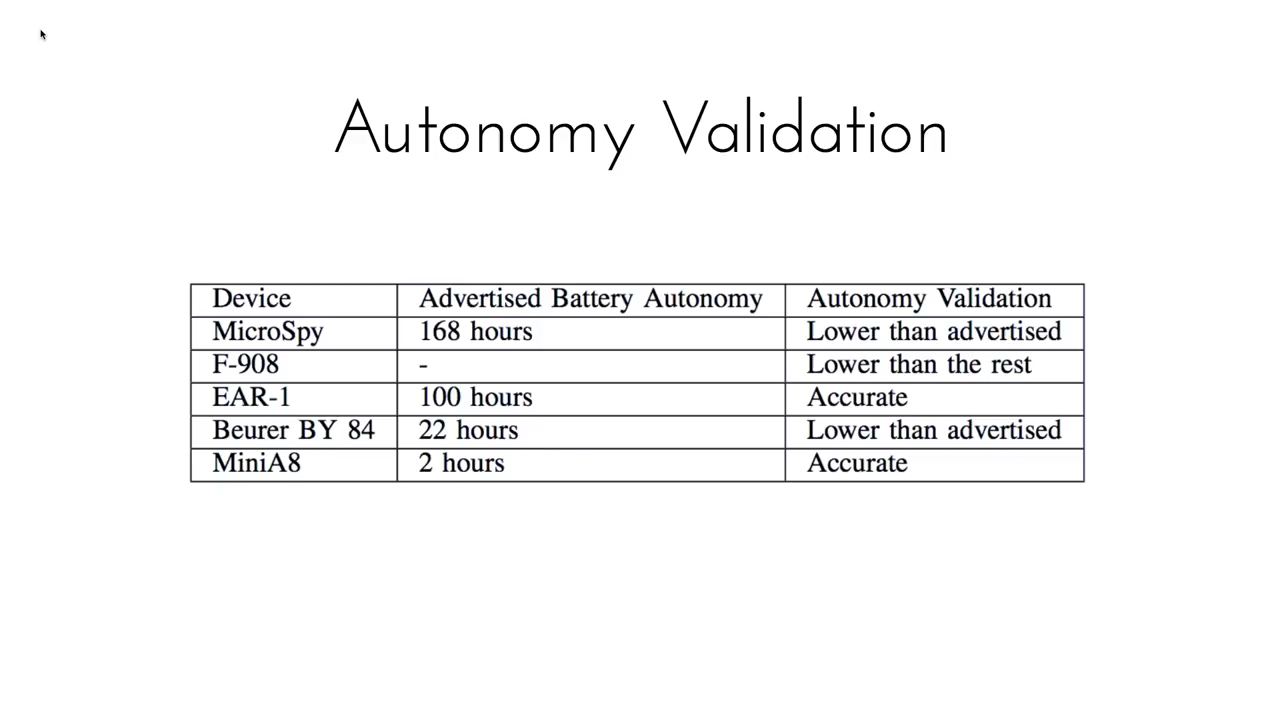 Autonomy Validation
Device Advertised Battery Autonomy Autonomy Validation
MicroSpy 168 hours Lower than advertised
F-908 - Lower than the rest
EAR-1 100 hours Accurate
Beurer BY 84 22 hours Lower than advertised
MiniA8 2 hours Accurate